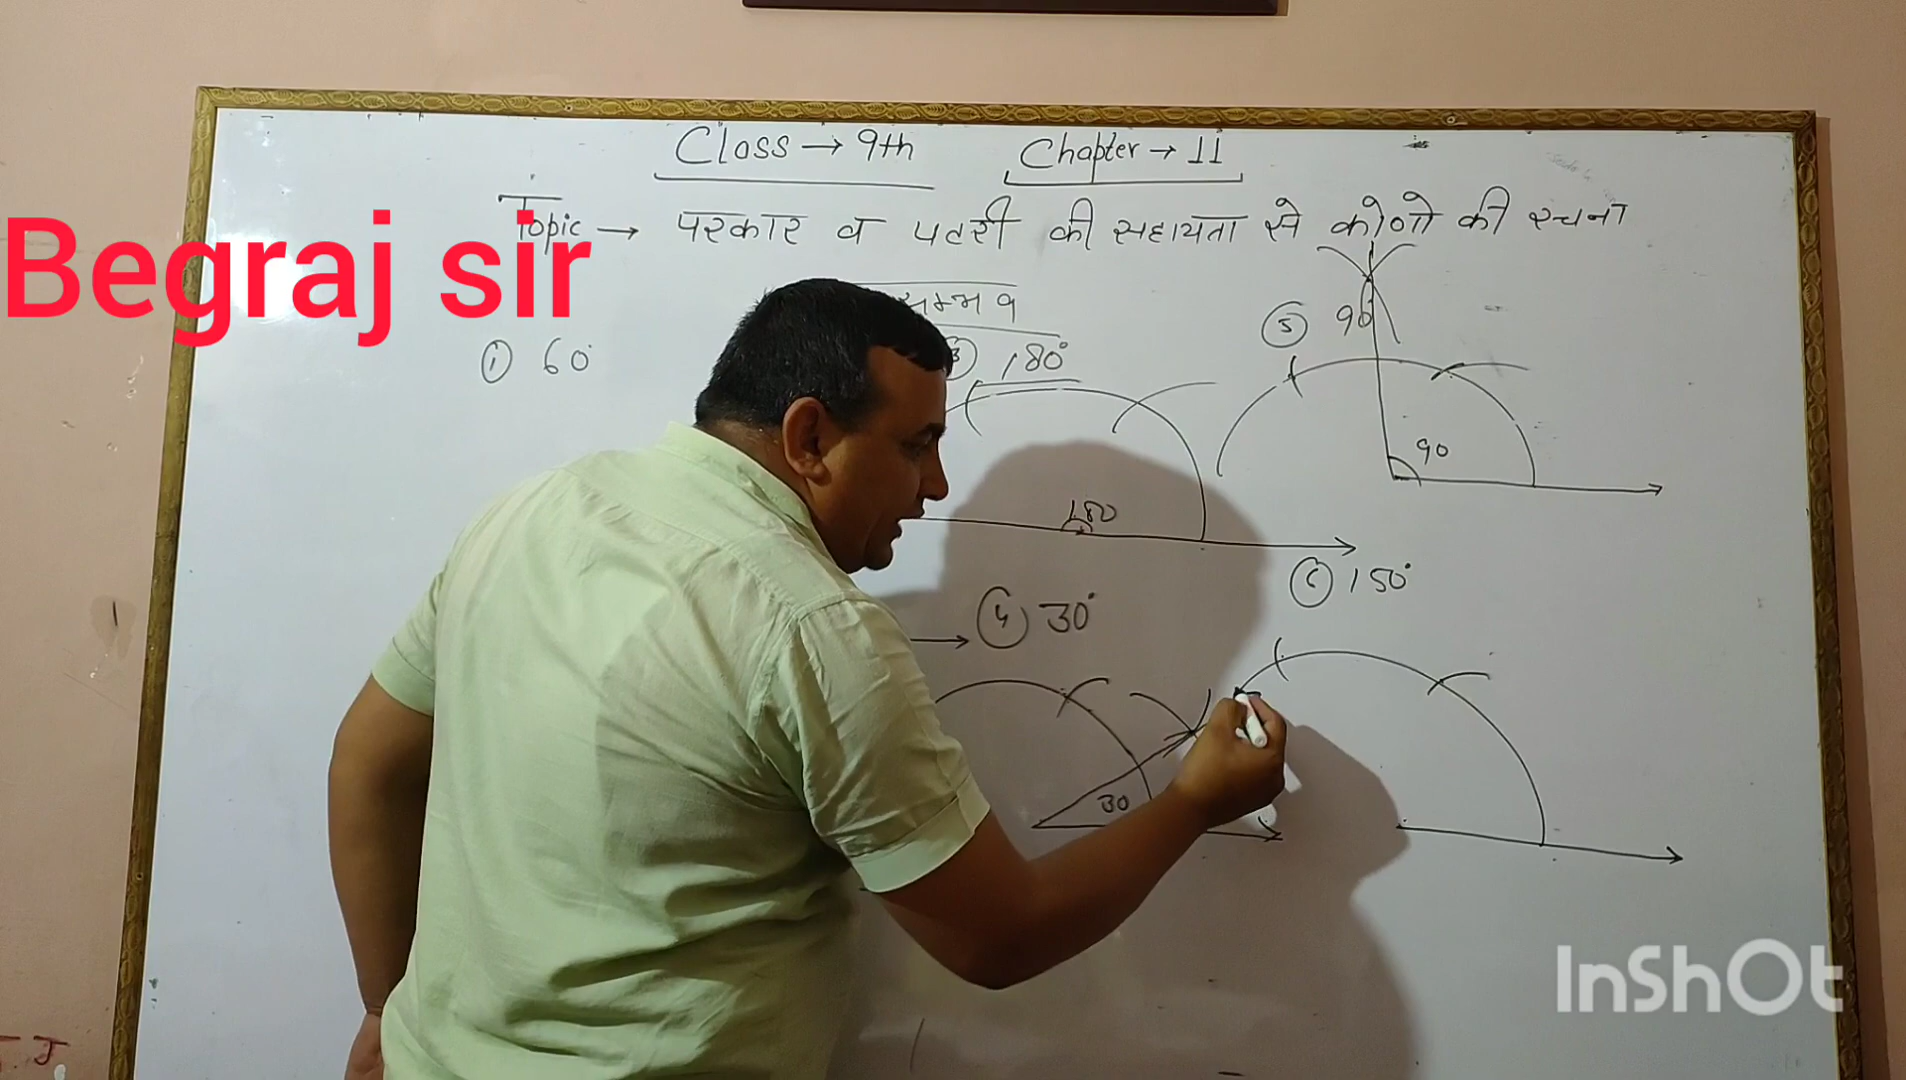 Class → 9th Chapter → 11
Topic → परकार व पटरी की सहायता से कोणो की रचना
Begraj sir
① 60°
180°
180
⑤ 90°
90
④ 30°
30
⑥ 150°
InShOt